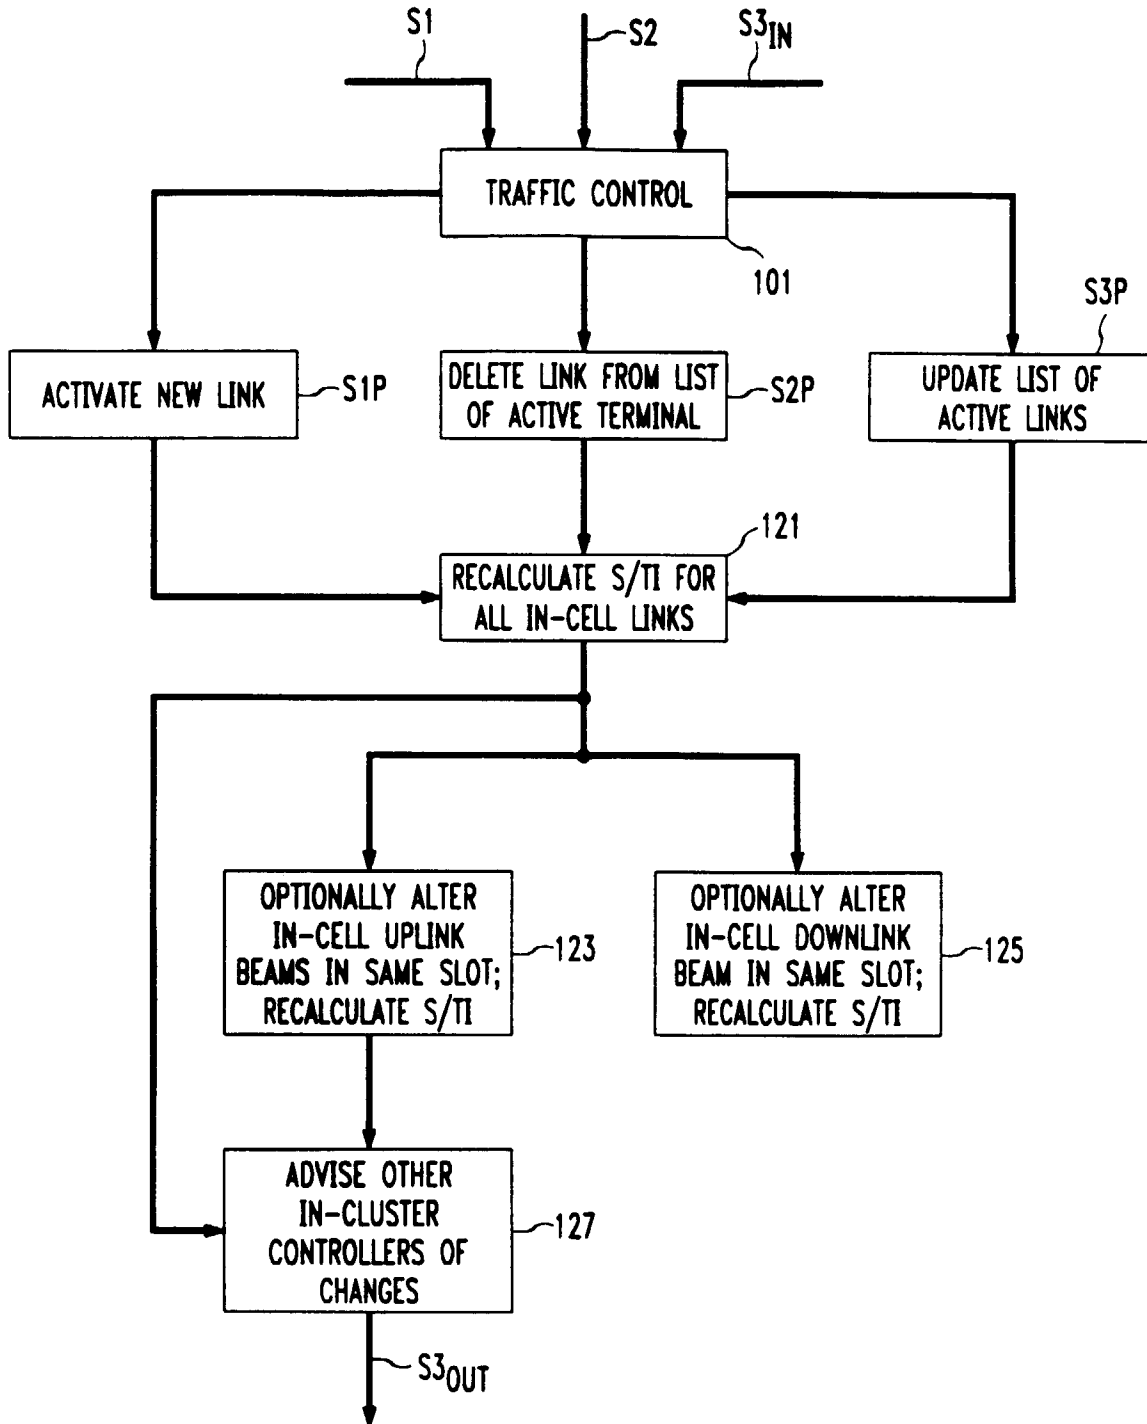 S1
S2
S3IN
TRAFFIC CONTROL
101
S3P
ACTIVATE NEW LINK
S1P
DELETE LINK FROM LIST
OF ACTIVE TERMINAL
S2P
UPDATE LIST OF
ACTIVE LINKS
121
RECALCULATE S/TI FOR
ALL IN-CELL LINKS
OPTIONALLY ALTER
IN-CELL UPLINK
BEAMS IN SAME SLOT;
RECALCULATE S/TI
123
OPTIONALLY ALTER
IN-CELL DOWNLINK
BEAM IN SAME SLOT;
RECALCULATE S/TI
125
ADVISE OTHER
IN-CLUSTER
CONTROLLERS OF
CHANGES
127
S3OUT